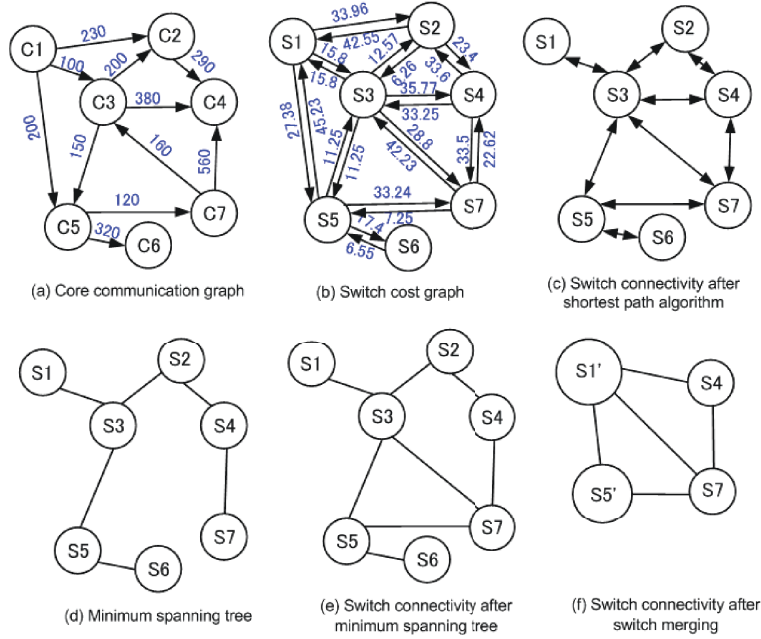 C1
230
C2
100
200
290
C3
380
C4
200
150
160
560
120
C5
320
C6
C7
(a) Core communication graph
33.96
S1
S2
42.55
15.8
15.8
12.57
6.26
23.4
33.6
S3
35.77
S4
33.25
27.38
45.23
11.25
11.25
28.8
42.23
33.5
22.62
33.24
S5
7.25
S7
17.4
6.55
S6
(b) Switch cost graph
S1
S2
S3
S4
S5
S7
S6
(c) Switch connectivity after
shortest path algorithm
S1
S2
S3
S4
S5
S7
S6
(d) Minimum spanning tree
S1
S2
S3
S4
S5
S7
S6
(e) Switch connectivity after
minimum spanning tree
S1'
S4
S5'
S7
(f) Switch connectivity after
switch merging